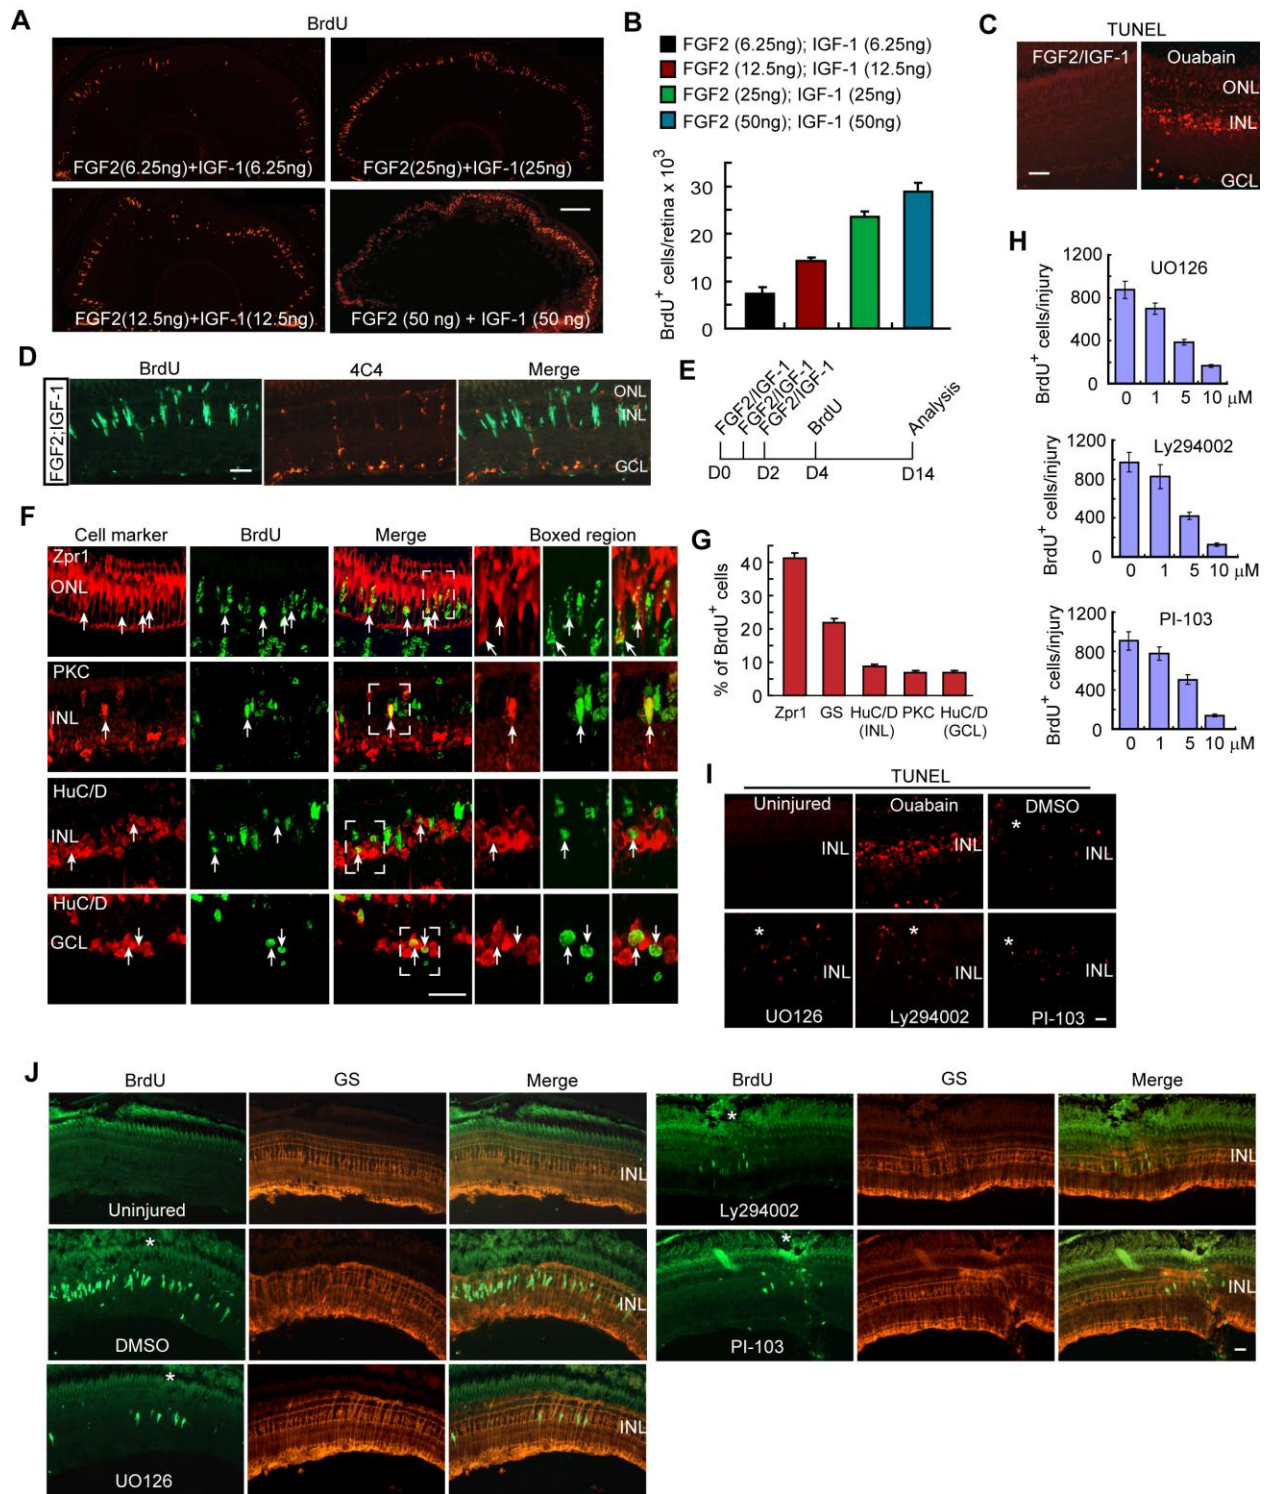 A
BrdU
FGF2(6.25ng)+IGF-1(6.25ng)
FGF2(25ng)+IGF-1(25ng)
FGF2(12.5ng)+IGF-1(12.5ng)
FGF2 (50 ng) + IGF-1 (50 ng)
B
FGF2 (6.25ng); IGF-1 (6.25ng)
FGF2 (12.5ng); IGF-1 (12.5ng)
FGF2 (25ng); IGF-1 (25ng)
FGF2 (50ng); IGF-1 (50ng)
BrdU+ cells/retina x 10³
30
20
10
0
C
TUNEL
FGF2/IGF-1
Ouabain
ONL
INL
GCL
D
BrdU
4C4
Merge
FGF2;IGF-1
ONL
INL
GCL
E
FGF2/IGF-1
FGF2/IGF-1
FGF2/IGF-1
BrdU
Analysis
D0
D2
D4
D14
F
Cell marker
BrdU
Merge
Boxed region
Zpr1
ONL
PKC
INL
HuC/D
INL
HuC/D
GCL
G
% of BrdU+ cells
40
30
20
10
0
Zpr1
GS
HuC/D (INL)
PKC
HuC/D (GCL)
H
BrdU+ cells/injury
1200
800
400
0
UO126
0 1 5 10 μM
BrdU+ cells/injury
1200
800
400
0
Ly294002
0 1 5 10 μM
BrdU+ cells/injury
1200
800
400
0
PI-103
0 1 5 10 μM
I
TUNEL
Uninjured
INL
Ouabain
INL
DMSO
*
INL
*
INL
UO126
*
INL
Ly294002
*
INL
PI-103
J
BrdU
GS
Merge
Uninjured
INL
*
DMSO
INL
*
UO126
INL
BrdU
GS
Merge
*
Ly294002
INL
*
PI-103
INL